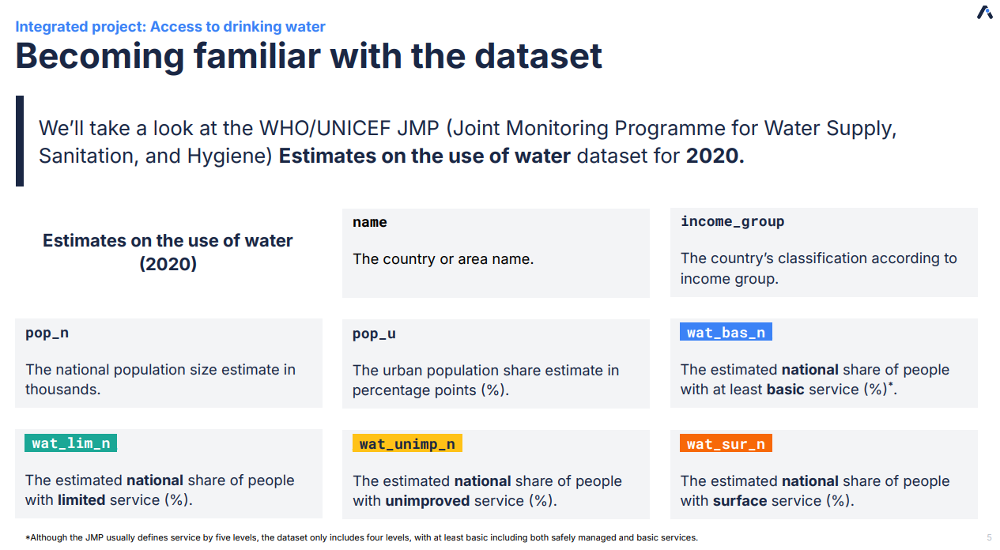 Integrated project: Access to drinking water
Becoming familiar with the dataset
We’ll take a look at the WHO/UNICEF JMP (Joint Monitoring Programme for Water Supply,
Sanitation, and Hygiene) Estimates on the use of water dataset for 2020.
Estimates on the use of water
(2020)
name
The country or area name.
income_group
The country’s classification according to
income group.
pop_n
The national population size estimate in
thousands.
pop_u
The urban population share estimate in
percentage points (%).
wat_bas_n
The estimated national share of people
with at least basic service (%)*.
wat_lim_n
The estimated national share of people
with limited service (%).
wat_unimp_n
The estimated national share of people
with unimproved service (%).
wat_sur_n
The estimated national share of people
with surface service (%).
*Although the JMP usually defines service by five levels, the dataset only includes four levels, with at least basic including both safely managed and basic services.
5